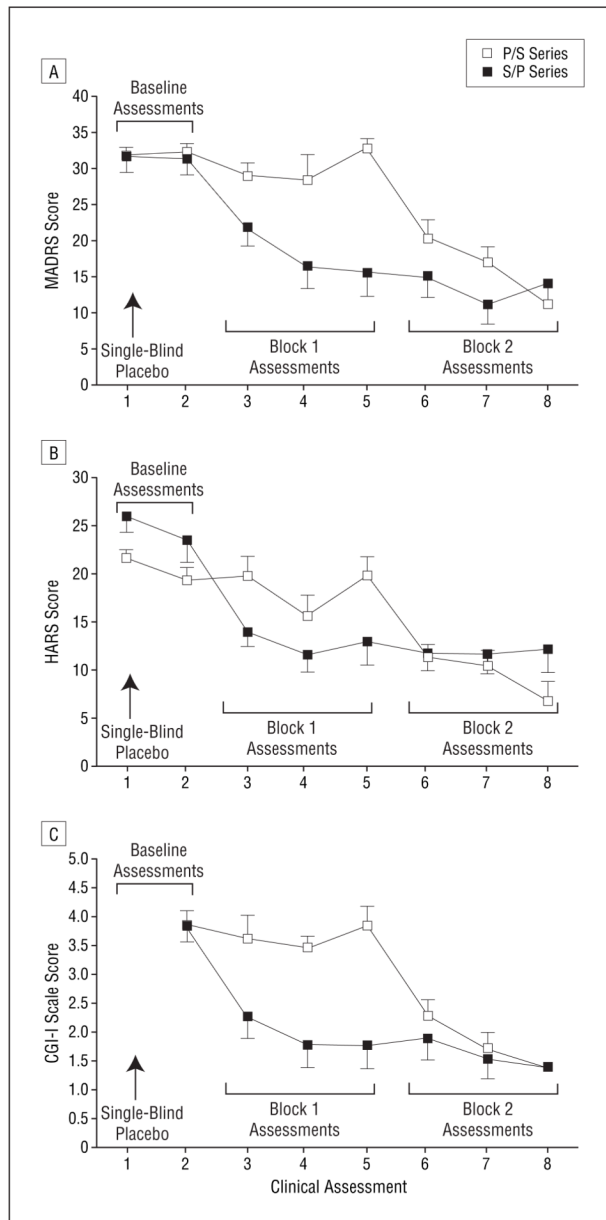 P/S Series
S/P Series
A
Baseline
Assessments
40
35
30
25
20
15
10
5
0
MADRS Score
Single-Blind
Placebo
Block 1
Assessments
Block 2
Assessments
1 2 3 4 5 6 7 8
B
Baseline
Assessments
30
25
20
15
10
5
0
HARS Score
Single-Blind
Placebo
Block 1
Assessments
Block 2
Assessments
1 2 3 4 5 6 7 8
C
Baseline
Assessments
5.0
4.5
4.0
3.5
3.0
2.5
2.0
1.5
1.0
0.5
0
CGI-I Scale Score
Single-Blind
Placebo
Block 1
Assessments
Block 2
Assessments
1 2 3 4 5 6 7 8
Clinical Assessment